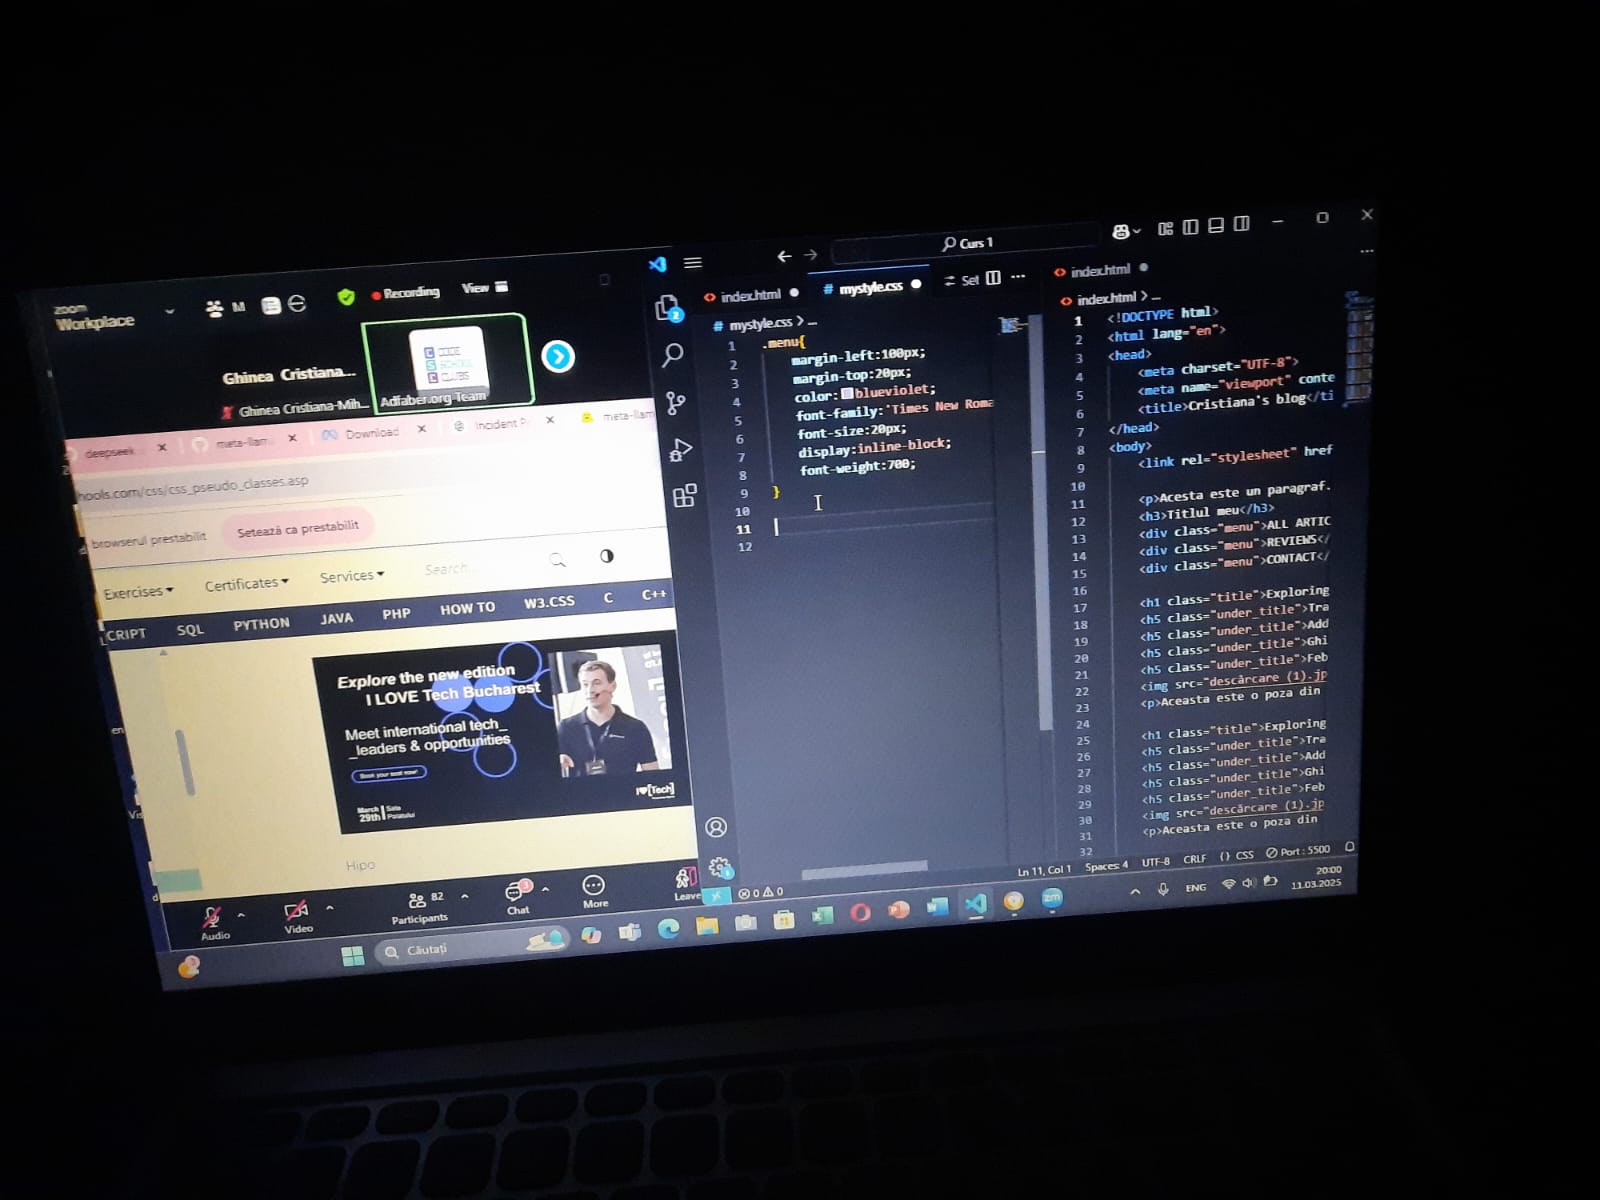 zoom
Workplace
M
Recording
View
Ghinea Cristiana...
CODE
SCHOOL
CLUBS
Ghinea Cristiana-Mih...
Adfaber.org Team
deepseek
meta-llam
Download
Incident P
meta-llam
hools.com/css/css_pseudo_classes.asp
browserul prestabilit
Setează ca prestabilit
Exercises
Certificates
Services
Search...
CRIPT
SQL
PYTHON
JAVA
PHP
HOW TO
W3.CSS
C
C++
Explore the new edition
I LOVE Tech Bucharest
Meet international tech_
_leaders & opportunities
Book your seat now!
March
29th
Sala
Palatului
I [Tech]
Hipo
Audio
Video
82
Participants
3
Chat
More
Leave
Căutați
Curs 1
index.html
# mystyle.css
Set
...
# mystyle.css > ...
1 .menu{
2 margin-left:100px;
3 margin-top:20px;
4 color:blueviolet;
5 font-family:'Times New Roma
6 font-size:20px;
7 display:inline-block;
8 font-weight:700;
9 }
10
11
12
index.html
index.html > ...
1 <!DOCTYPE html>
2 <html lang="en">
3 <head>
4 <meta charset="UTF-8">
5 <meta name="viewport" conte
6 <title>Cristiana's blog</ti
7 </head>
8 <body>
9 <link rel="stylesheet" href
10
11 <p>Acesta este un paragraf.
12 <h3>Titlul meu</h3>
13 <div class="menu">ALL ARTIC
14 <div class="menu">REVIEWS</
15 <div class="menu">CONTACT</
16
17 <h1 class="title">Exploring
18 <h5 class="under_title">Tra
19 <h5 class="under_title">Add
20 <h5 class="under_title">Ghi
21 <h5 class="under_title">Feb
22 <img src="descărcare (1).jp
23 <p>Aceasta este o poza din
24
25 <h1 class="title">Exploring
26 <h5 class="under_title">Tra
27 <h5 class="under_title">Add
28 <h5 class="under_title">Ghi
29 <h5 class="under_title">Feb
30 <img src="descărcare (1).jp
31 <p>Aceasta este o poza din
32
0 0
Ln 11, Col 1
Spaces: 4
UTF-8
CRLF
{} CSS
Port : 5500
ENG
20:00
11.03.2025